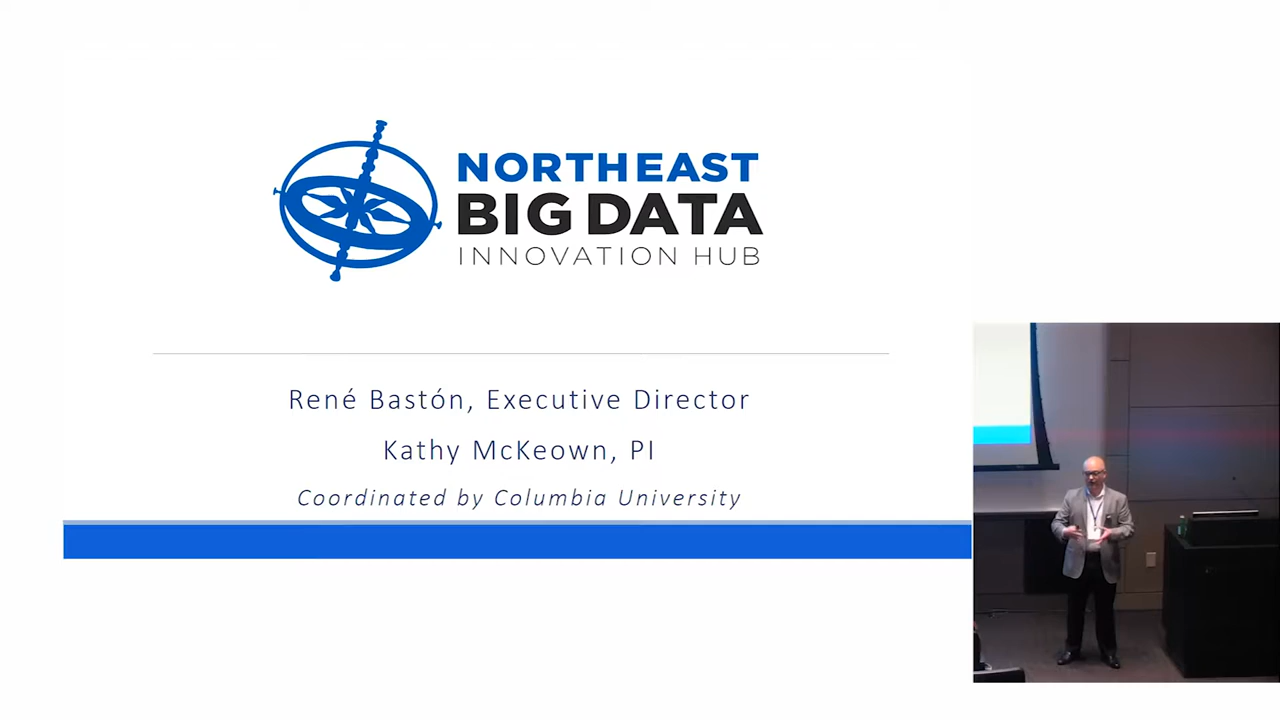 NORTHEAST
BIG DATA
INNOVATION HUB
René Bastón, Executive Director
Kathy McKeown, PI
Coordinated by Columbia University